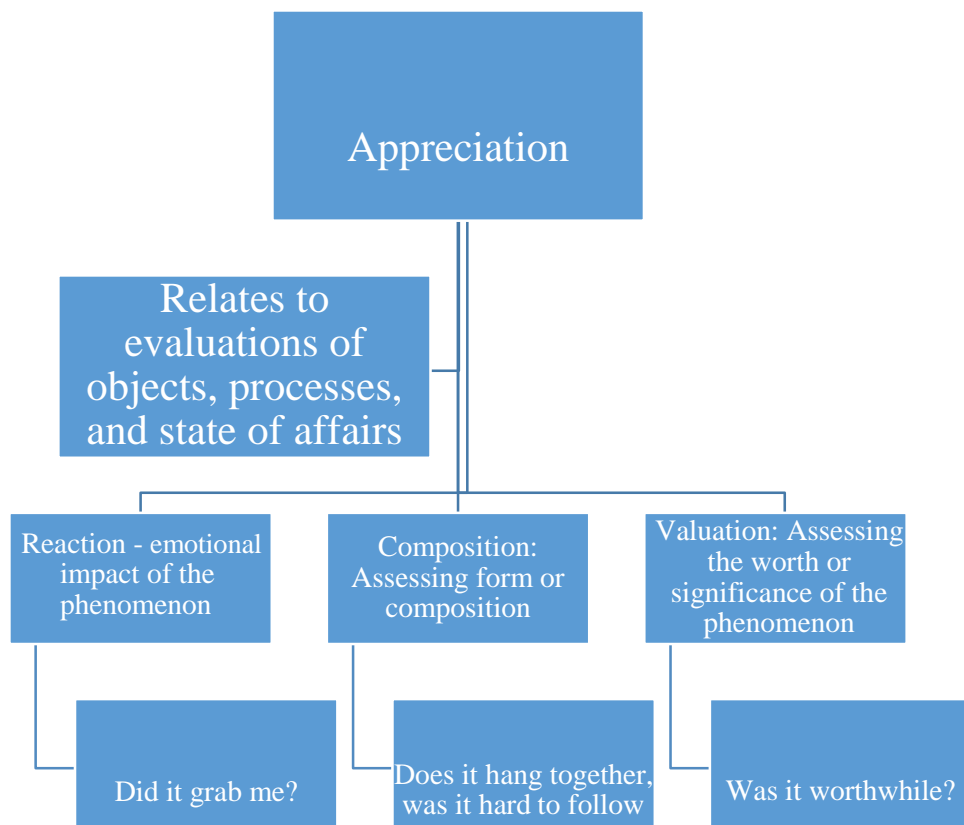 Appreciation
Relates to
evaluations of
objects, processes,
and state of affairs
Reaction - emotional
impact of the
phenomenon
Composition:
Assessing form or
composition
Valuation: Assessing
the worth or
significance of the
phenomenon
Did it grab me?
Does it hang together,
was it hard to follow
Was it worthwhile?